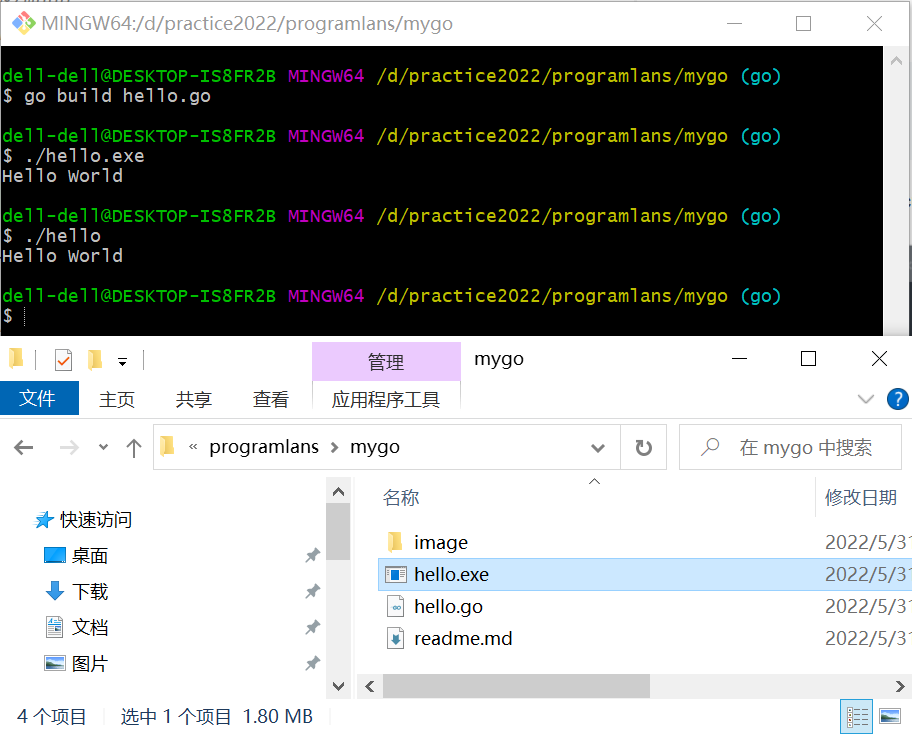 MINGW64:/d/practice2022/programlans/mygo
dell-dell@DESKTOP-IS8FR2B MINGW64 /d/practice2022/programlans/mygo (go)
$ go build hello.go
dell-dell@DESKTOP-IS8FR2B MINGW64 /d/practice2022/programlans/mygo (go)
$ ./hello.exe
Hello World
dell-dell@DESKTOP-IS8FR2B MINGW64 /d/practice2022/programlans/mygo (go)
$ ./hello
Hello World
dell-dell@DESKTOP-IS8FR2B MINGW64 /d/practice2022/programlans/mygo (go)
$
管理 mygo
文件 主页 共享 查看 应用程序工具
« programlans › mygo 在 mygo 中搜索
名称 修改日期
快速访问
桌面
下载
文档
图片
image 2022/5/31
hello.exe 2022/5/31
hello.go 2022/5/31
readme.md 2022/5/31
4 个项目 选中 1 个项目 1.80 MB